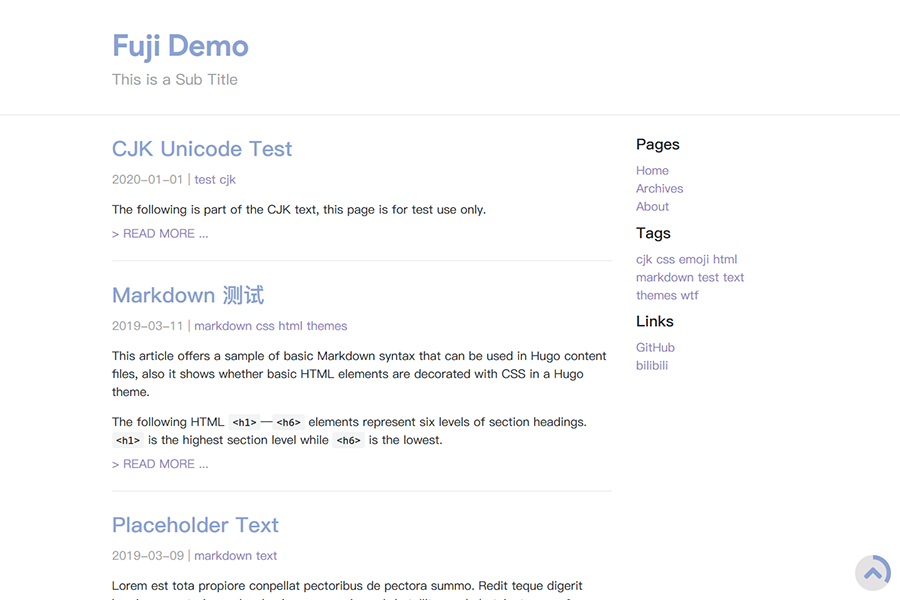 Fuji Demo
This is a Sub Title
CJK Unicode Test
2020-01-01 | test cjk
The following is part of the CJK text, this page is for test use only.
> READ MORE ...
Markdown 测试
2019-03-11 | markdown css html themes
This article offers a sample of basic Markdown syntax that can be used in Hugo content
files, also it shows whether basic HTML elements are decorated with CSS in a Hugo
theme.
The following HTML <h1>—<h6> elements represent six levels of section headings.
<h1> is the highest section level while <h6> is the lowest.
> READ MORE ...
Placeholder Text
2019-03-09 | markdown text
Lorem est tota propiore conpellat pectoribus de pectora summo. Redit teque digerit
Pages
Home
Archives
About
Tags
cjk css emoji html
markdown test text
themes wtf
Links
GitHub
bilibili